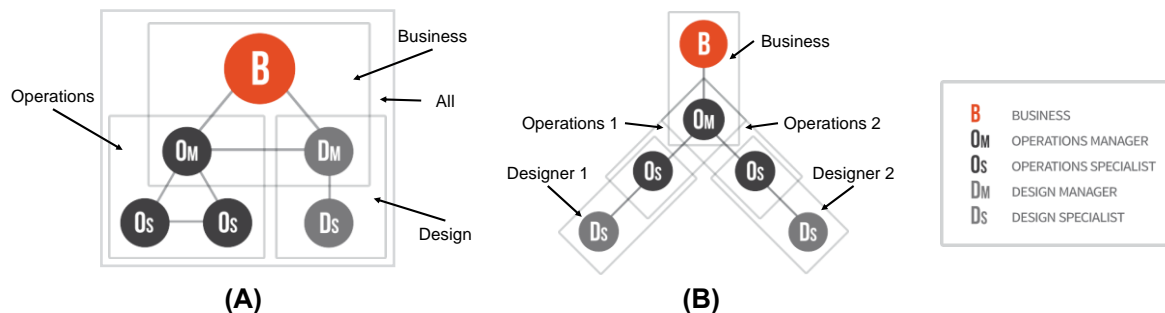 Business
All
Operations
B
OM
DM
OS
OS
DS
Design
(A)
B
Business
OM
Operations 1
Operations 2
OS
OS
Designer 1
Designer 2
DS
DS
(B)
B BUSINESS
OM OPERATIONS MANAGER
OS OPERATIONS SPECIALIST
DM DESIGN MANAGER
DS DESIGN SPECIALIST